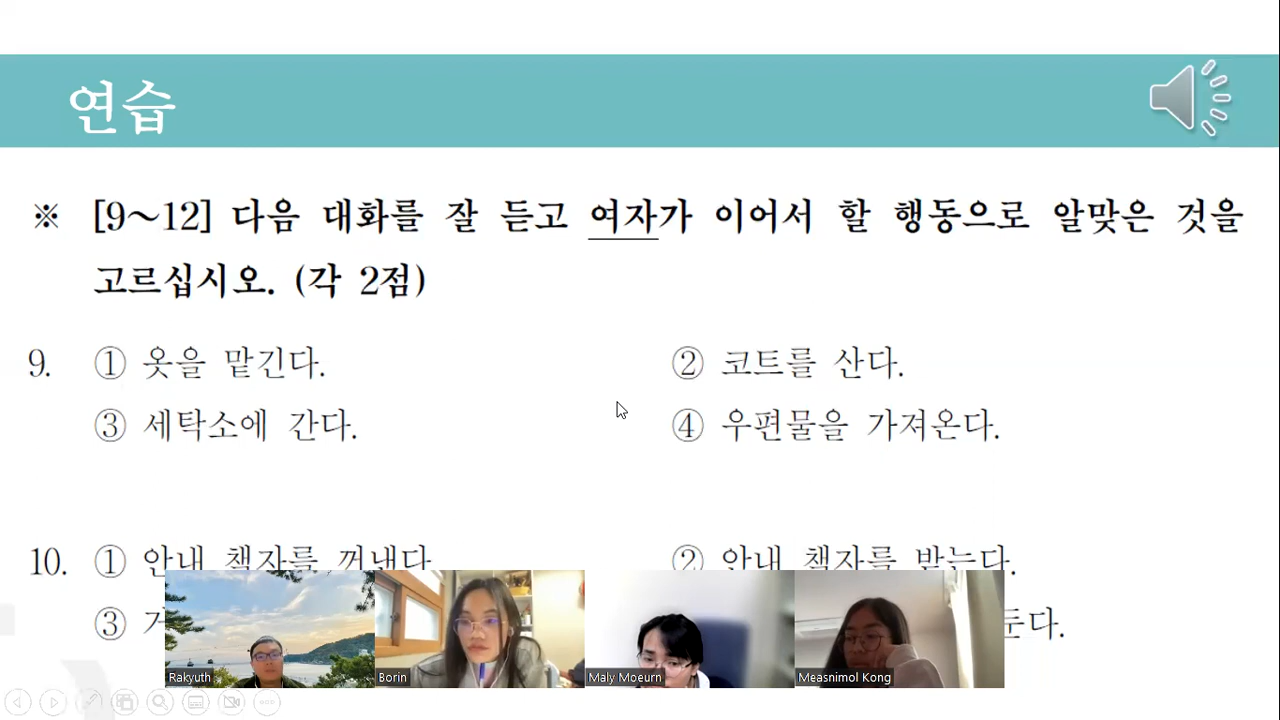 연습
※ [9~12] 다음 대화를 잘 듣고 여자가 이어서 할 행동으로 알맞은 것을
고르십시오. (각 2점)
9. ① 옷을 맡긴다. ② 코트를 산다.
③ 세탁소에 간다. ④ 우편물을 가져온다.
10. ① 안내 책자를 꺼낸다. ② 안내 책자를 받는다.
③
Rakyuth Borin Maly Moeurn Measnimol Kong